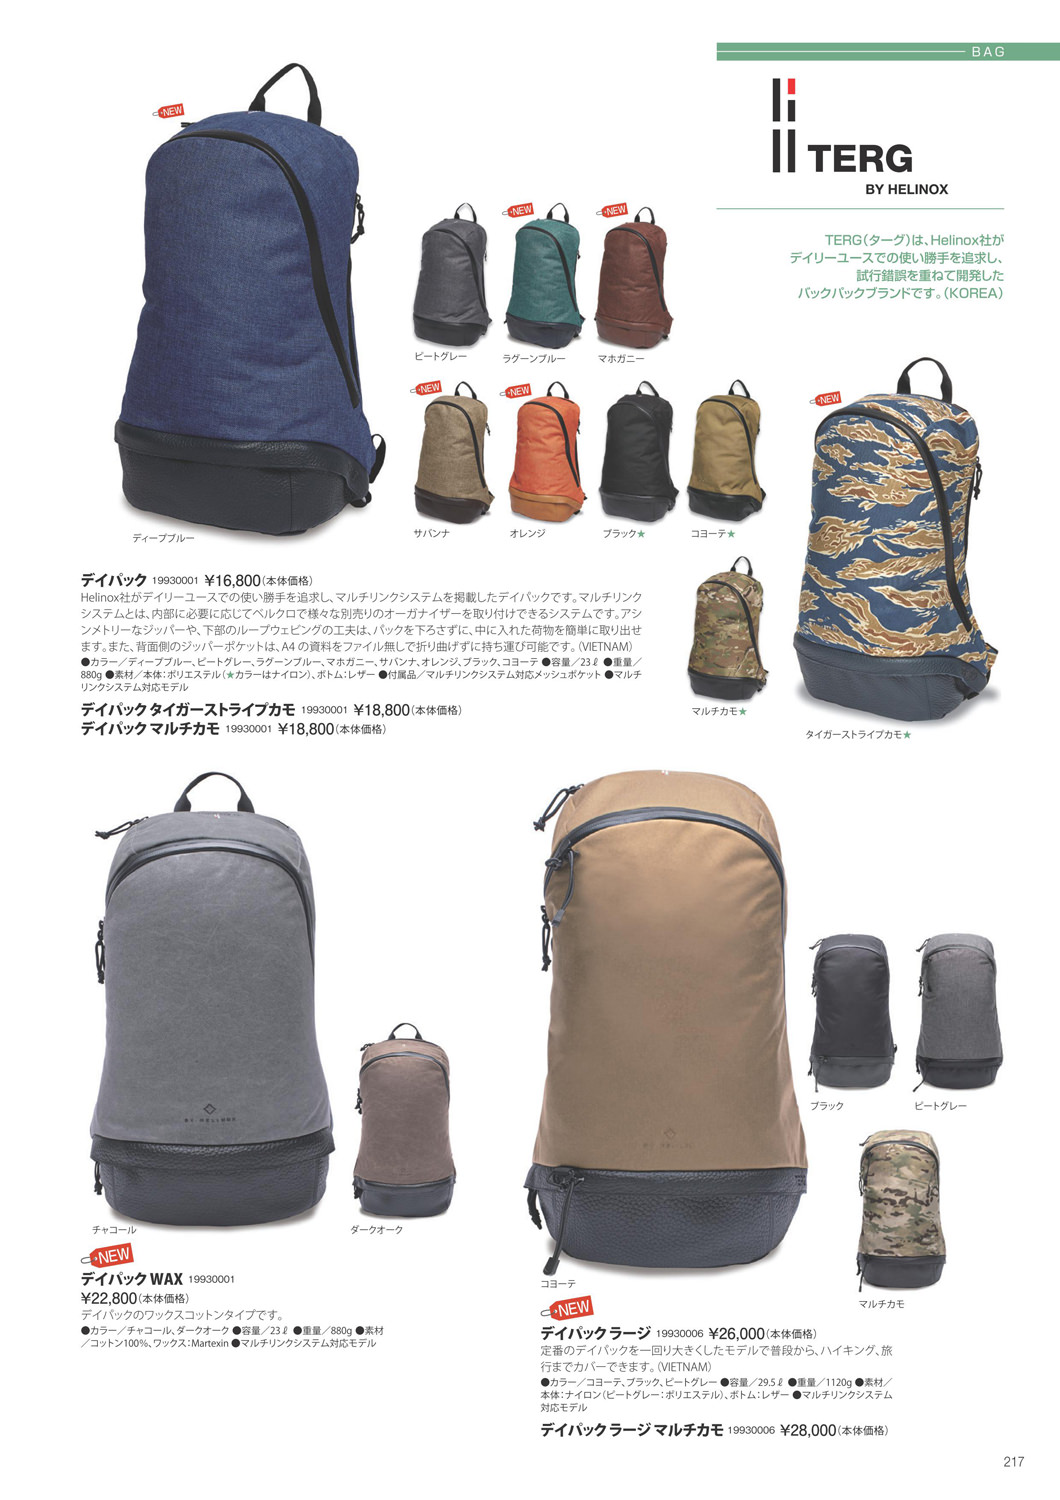 BAG
TERG
BY HELINOX
TERG(ターグ)は、Helinox社が
デイリーユースでの使い勝手を追求し、
試行錯誤を重ねて開発した
バックパックブランドです。(KOREA)
NEW
NEW
NEW
ピートグレー
ラグーンブルー
マホガニー
NEW
NEW
NEW
サバンナ
オレンジ
ブラック★
コヨーテ★
ディープブルー
マルチカモ★
タイガーストライプカモ★
デイパック 19930001 ¥16,800(本体価格)
Helinox社がデイリーユースでの使い勝手を追求し、マルチリンクシステムを掲載したデイパックです。マルチリンク
システムとは、内部に必要に応じてベルクロで様々な別売りのオーガナイザーを取り付けできるシステムです。アシ
ンメトリーなジッパーや、下部のループウェビングの工夫は、パックを下ろさずに、中に入れた荷物を簡単に取り出せ
ます。また、背面側のジッパーポケットは、A4の資料をファイル無しで折り曲げずに持ち運び可能です。(VIETNAM)
●カラー／ディープブルー、ピートグレー、ラグーンブルー、マホガニー、サバンナ、オレンジ、ブラック、コヨーテ ●容量／23ℓ ●重量／
880g ●素材／本体：ポリエステル(★カラーはナイロン)、ボトム：レザー ●付属品／マルチリンクシステム対応メッシュポケット ●マルチ
リンクシステム対応モデル
デイパック タイガーストライプカモ 19930001 ¥18,800(本体価格)
デイパック マルチカモ 19930001 ¥18,800(本体価格)
BY HELINOX
チャコール
ダークオーク
NEW
デイパック WAX 19930001
¥22,800(本体価格)
デイパックのワックスコットンタイプです。
●カラー／チャコール、ダークオーク ●容量／23ℓ ●重量／880g ●素材
／コットン100%、ワックス：Martexin ●マルチリンクシステム対応モデル
ブラック
ピートグレー
コヨーテ
マルチカモ
NEW
デイパック ラージ 19930006 ¥26,000(本体価格)
定番のデイパックを一回り大きくしたモデルで普段から、ハイキング、旅
行までカバーできます。(VIETNAM)
●カラー／コヨーテ、ブラック、ピートグレー ●容量／29.5ℓ ●重量／1120g ●素材／
本体：ナイロン(ピートグレー：ポリエステル)、ボトム：レザー ●マルチリンクシステム
対応モデル
デイパック ラージ マルチカモ 19930006 ¥28,000(本体価格)
217